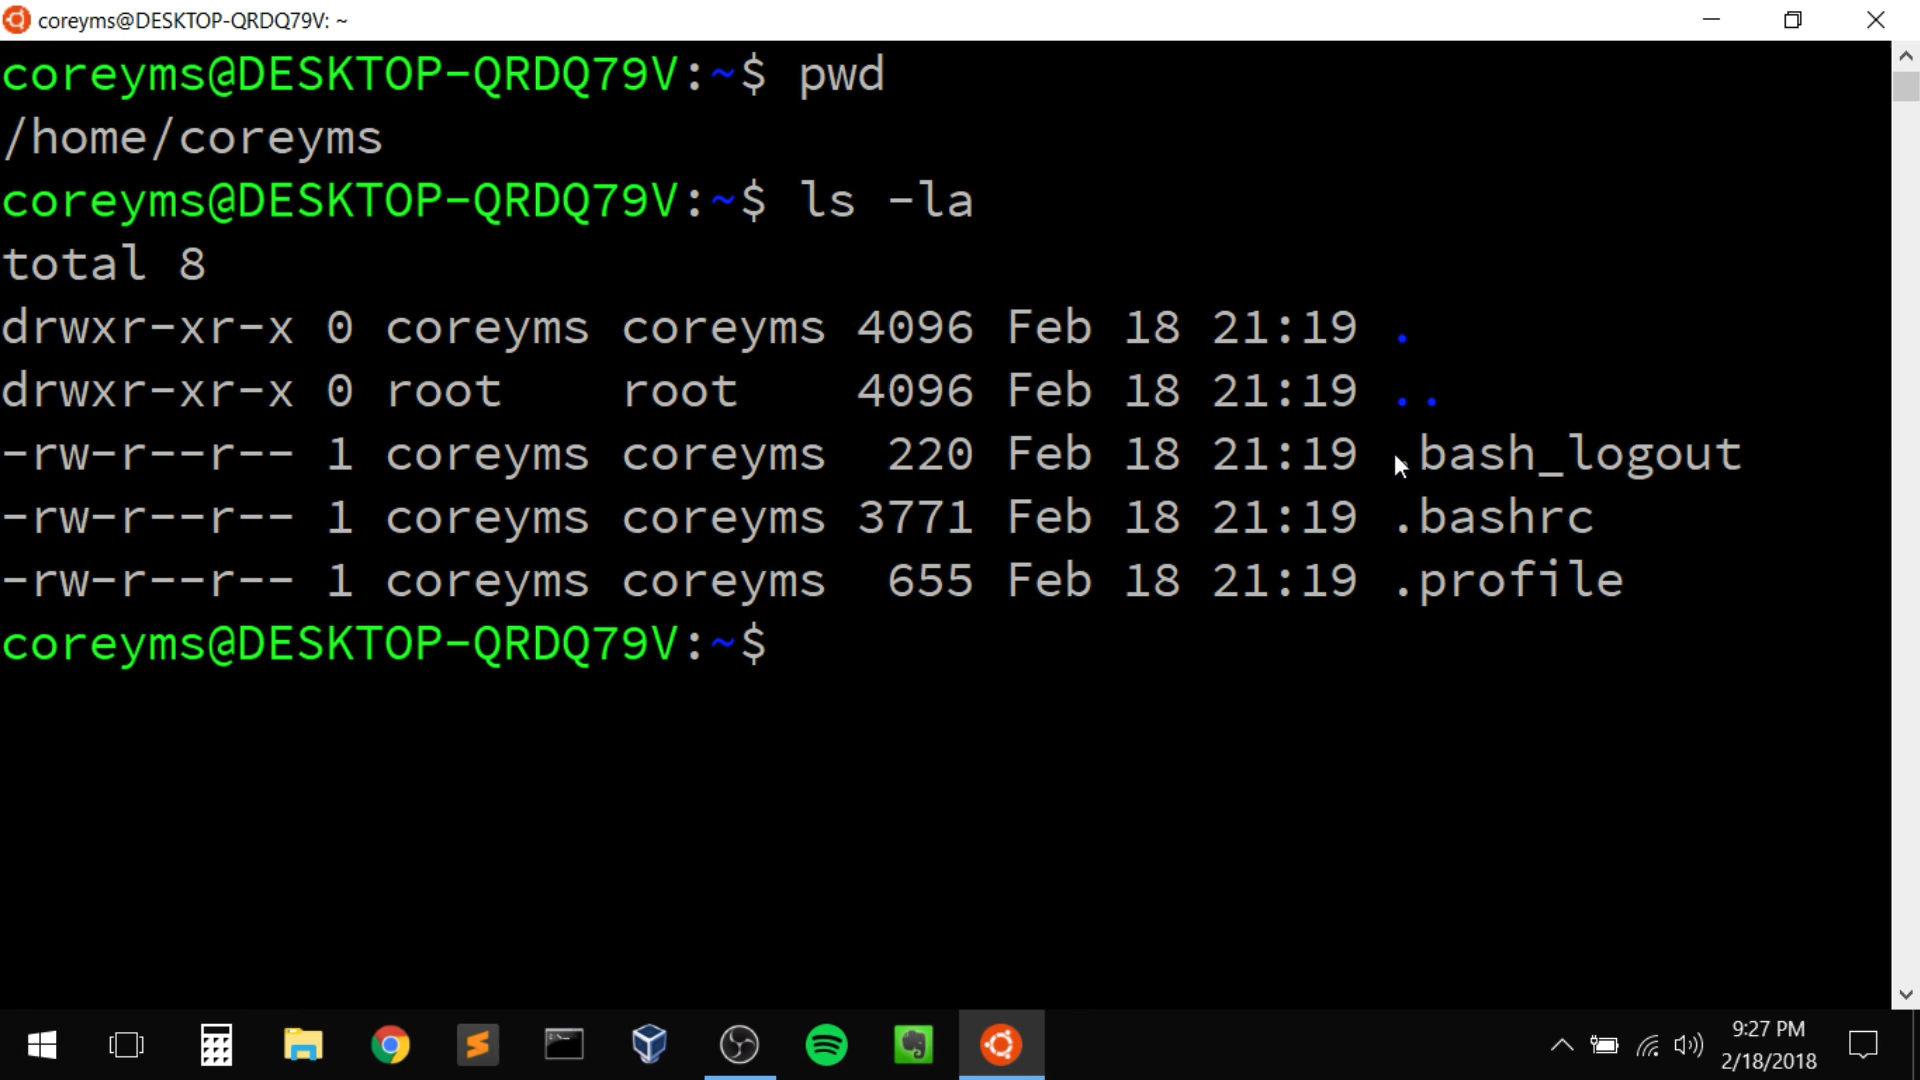 coreyms@DESKTOP-QRDQ79V: ~
coreyms@DESKTOP-QRDQ79V:~$ pwd
/home/coreyms
coreyms@DESKTOP-QRDQ79V:~$ ls -la
total 8
drwxr-xr-x 0 coreyms coreyms 4096 Feb 18 21:19 .
drwxr-xr-x 0 root    root    4096 Feb 18 21:19 ..
-rw-r--r-- 1 coreyms coreyms  220 Feb 18 21:19 .bash_logout
-rw-r--r-- 1 coreyms coreyms 3771 Feb 18 21:19 .bashrc
-rw-r--r-- 1 coreyms coreyms  655 Feb 18 21:19 .profile
coreyms@DESKTOP-QRDQ79V:~$
9:27 PM
2/18/2018